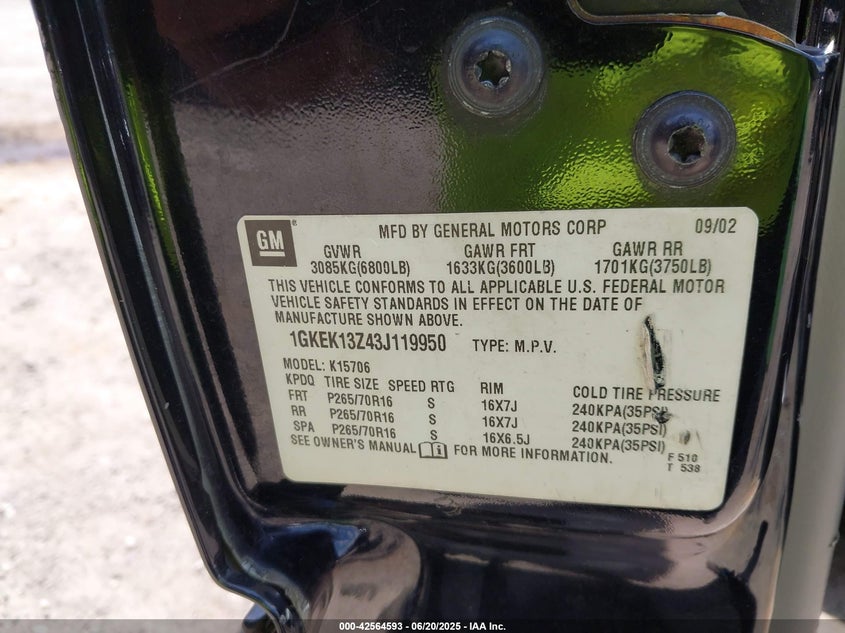 GM ® MFD BY GENERAL MOTORS CORP 09/02
GVWR GAWR FRT GAWR RR
3085KG(6800LB) 1633KG(3600LB) 1701KG(3750LB)
THIS VEHICLE CONFORMS TO ALL APPLICABLE U.S. FEDERAL MOTOR
VEHICLE SAFETY STANDARDS IN EFFECT ON THE DATE OF
MANUFACTURE SHOWN ABOVE.
1GKEK13Z43J119950 TYPE: M.P.V.
MODEL: K15706
KPDQ TIRE SIZE SPEED RTG RIM COLD TIRE PRESSURE
FRT P265/70R16 S 16X7J 240KPA(35PSI)
RR P265/70R16 S 16X7J 240KPA(35PSI)
SPA P265/70R16 S 16X6.5J 240KPA(35PSI)
SEE OWNER'S MANUAL FOR MORE INFORMATION.
F 510
T 538
000-42564593 - 06/20/2025 - IAA Inc.